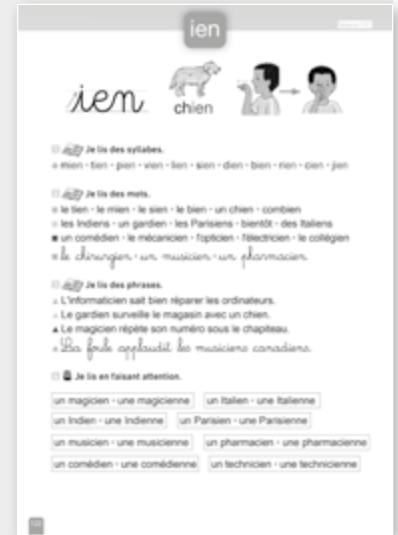 ien
ien
chien
Je lis des syllabes.
mien · tien · pien · vien · lien · sien · dien · bien · rien · cien · jien
Je lis des mots.
le tien · le mien · le sien · le bien · un chien · combien
les Indiens · un gardien · les Parisiens · bientôt · des Italiens
un comédien · le mécanicien · l'opticien · l'électricien · le collégien
le chirurgien · un musicien · un pharmacien
Je lis des phrases.
L'informaticien sait bien réparer les ordinateurs.
Le gardien surveille le magasin avec un chien.
Le magicien répète son numéro sous le chapiteau.
La foule applaudit les musiciens canadiens.
Je lis en faisant attention.
un magicien · une magicienne un Italien · une Italienne
un Indien · une Indienne un Parisien · une Parisienne
un musicien · une musicienne un pharmacien · une pharmacienne
un comédien · une comédienne un technicien · une technicienne